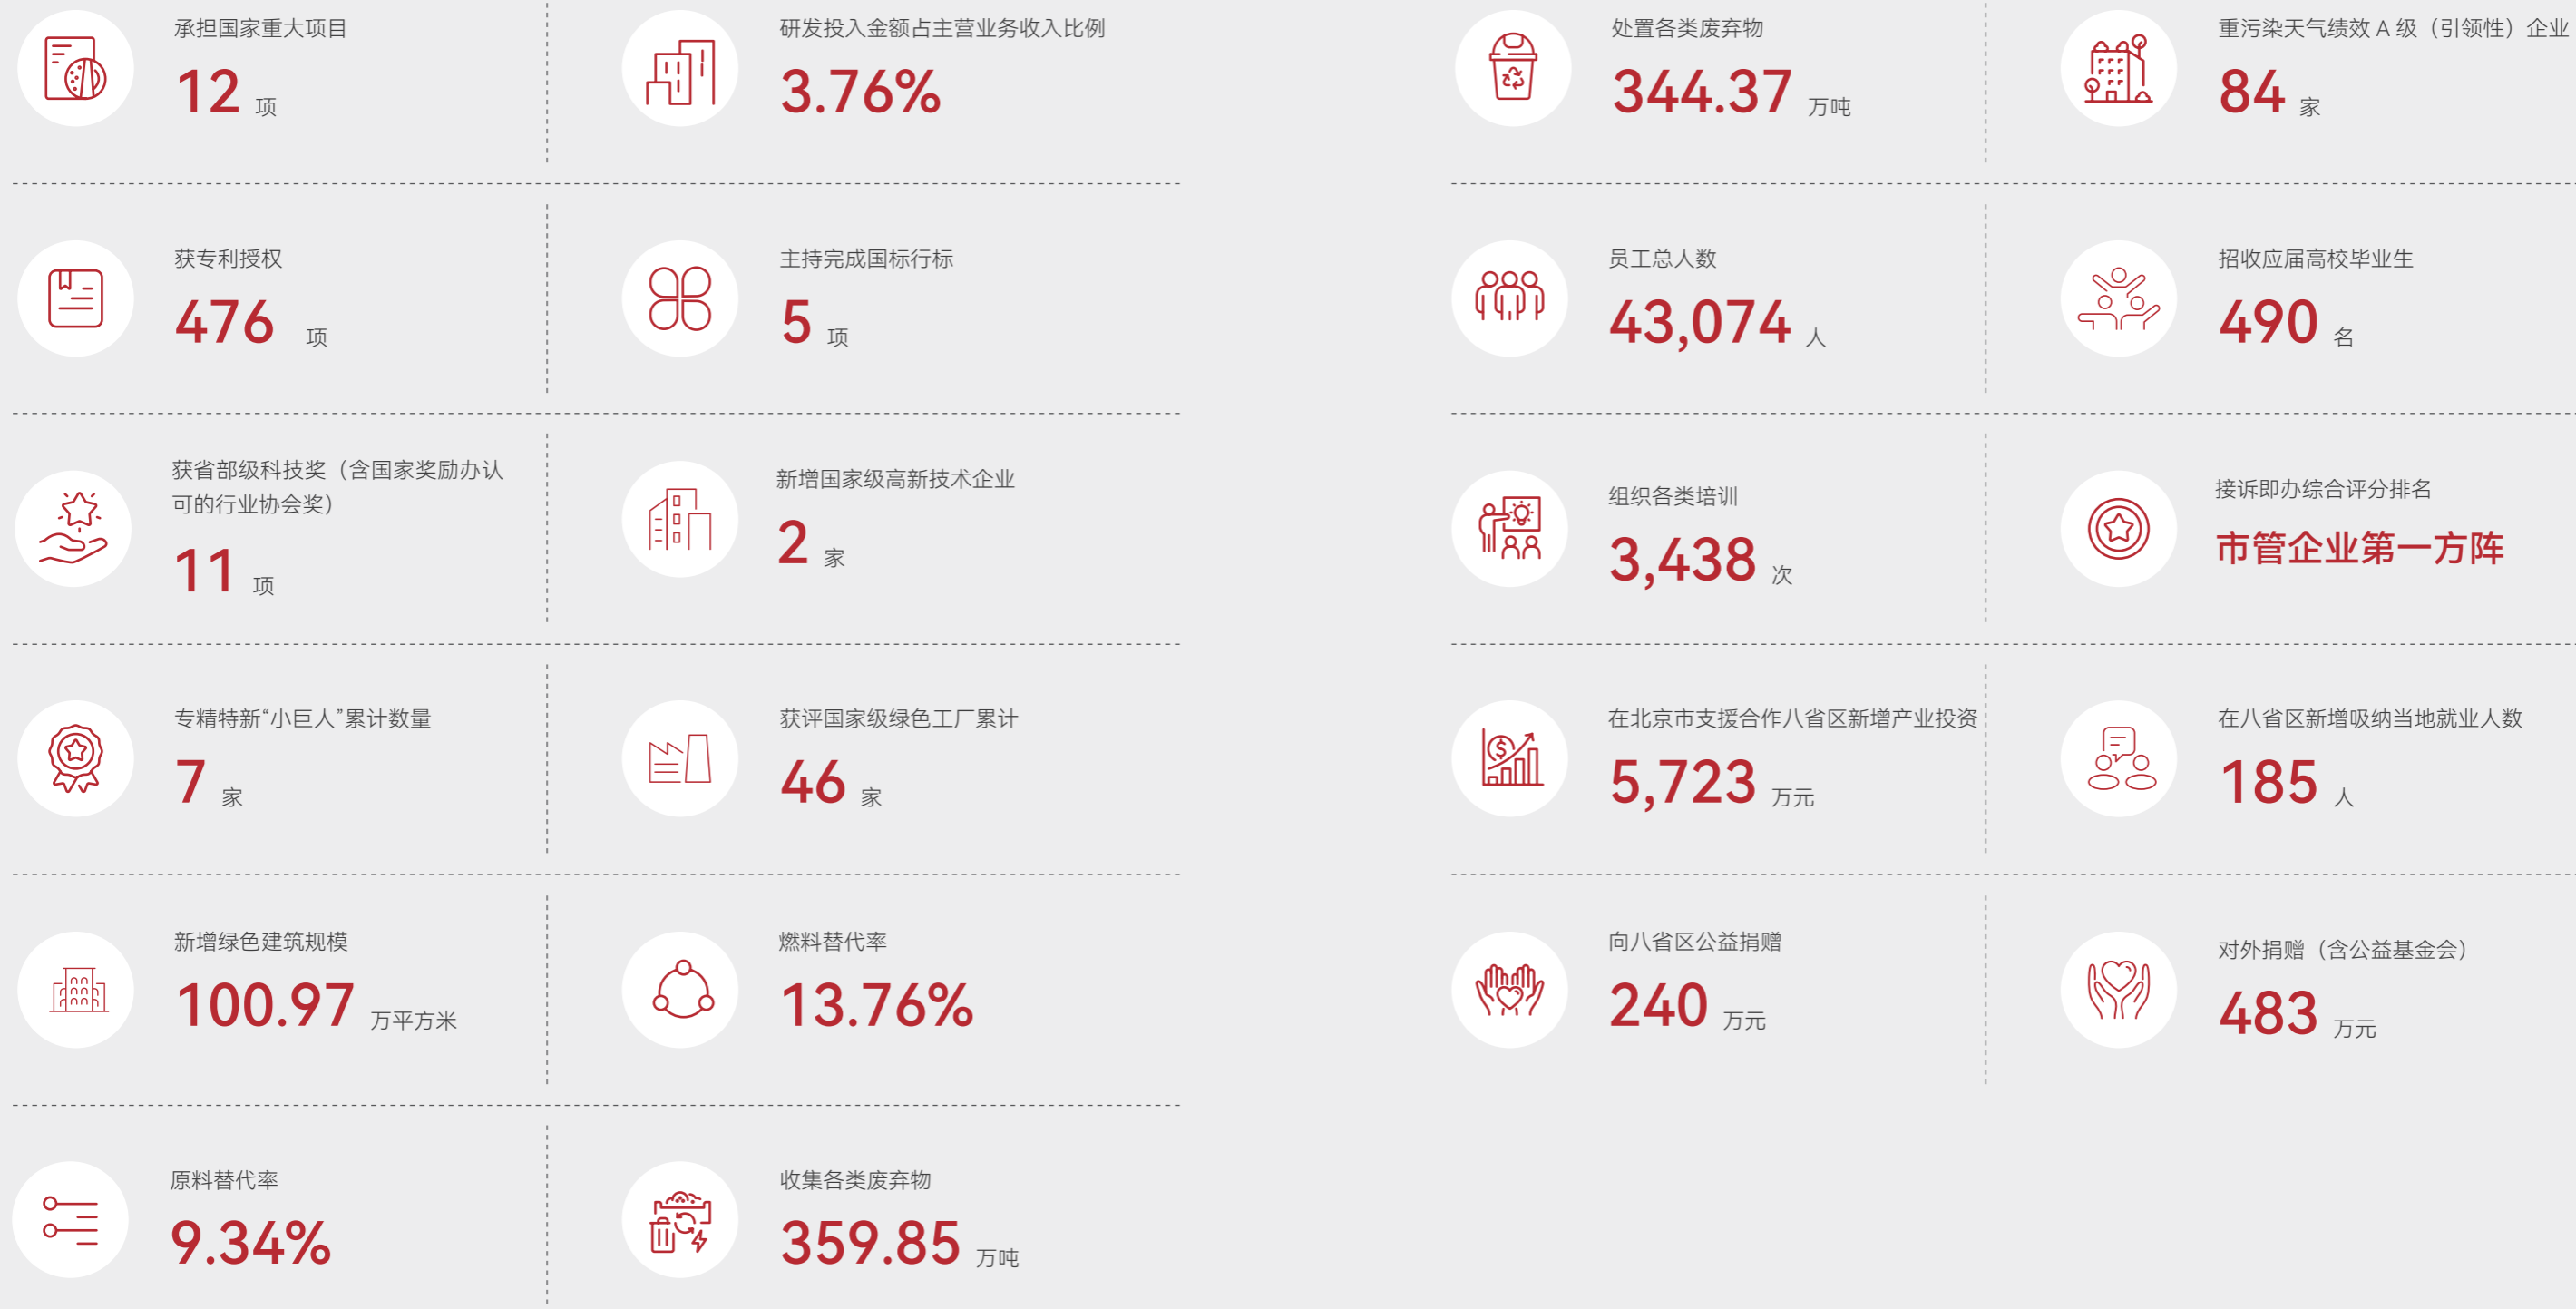 承担国家重大项目
12 项
研发投入金额占主营业务收入比例
3.76%
获专利授权
476 项
主持完成国标行标
5 项
获省部级科技奖（含国家奖励办认
可的行业协会奖）
11 项
新增国家级高新技术企业
2 家
专精特新“小巨人”累计数量
7 家
获评国家级绿色工厂累计
46 家
新增绿色建筑规模
100.97 万平方米
燃料替代率
13.76%
原料替代率
9.34%
收集各类废弃物
359.85 万吨
处置各类废弃物
344.37 万吨
重污染天气绩效 A 级（引领性）企业
84 家
员工总人数
43,074 人
招收应届高校毕业生
490 名
组织各类培训
3,438 次
接诉即办综合评分排名
市管企业第一方阵
在北京市支援合作八省区新增产业投资
5,723 万元
在八省区新增吸纳当地就业人数
185 人
向八省区公益捐赠
240 万元
对外捐赠（含公益基金会）
483 万元